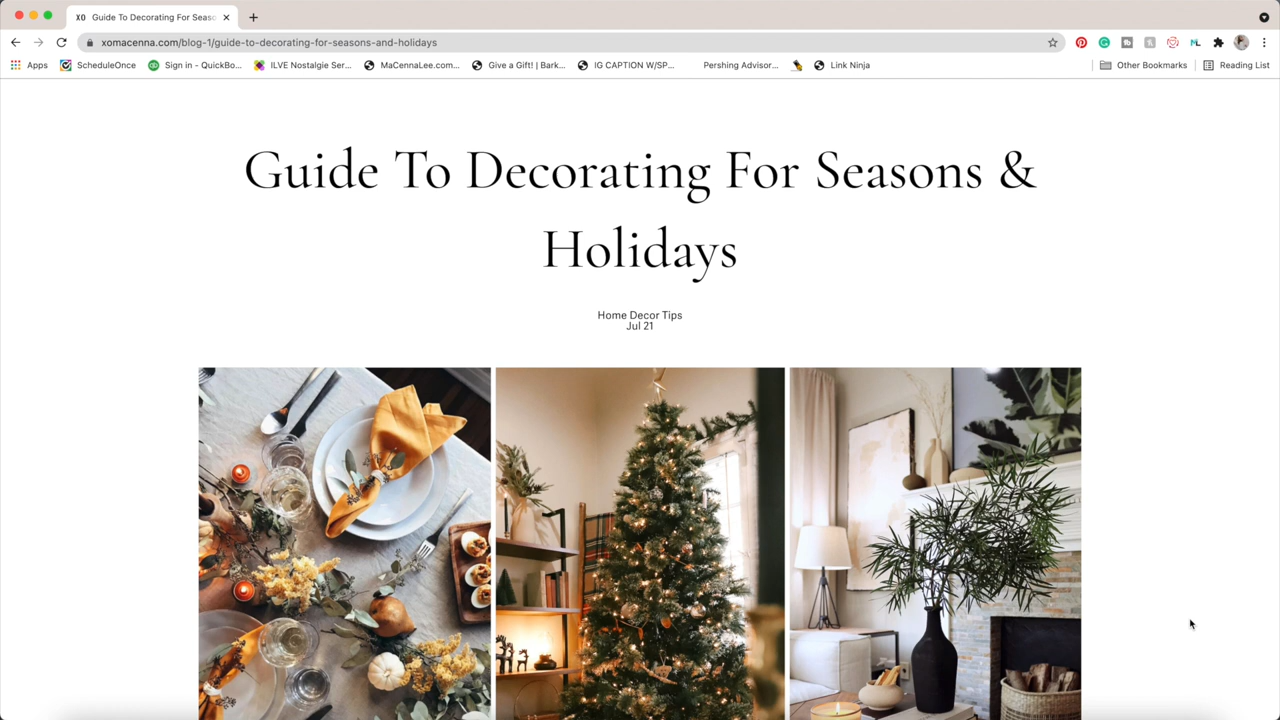 XO Guide To Decorating For Seaso
xomacenna.com/blog-1/guide-to-decorating-for-seasons-and-holidays
Apps ScheduleOnce Sign in - QuickBo... ILVE Nostalgie Ser... MaCennaLee.com... Give a Gift! | Bark... IG CAPTION W/SP... Pershing Advisor... Link Ninja Other Bookmarks Reading List
Guide To Decorating For Seasons &
Holidays
Home Decor Tips
Jul 21